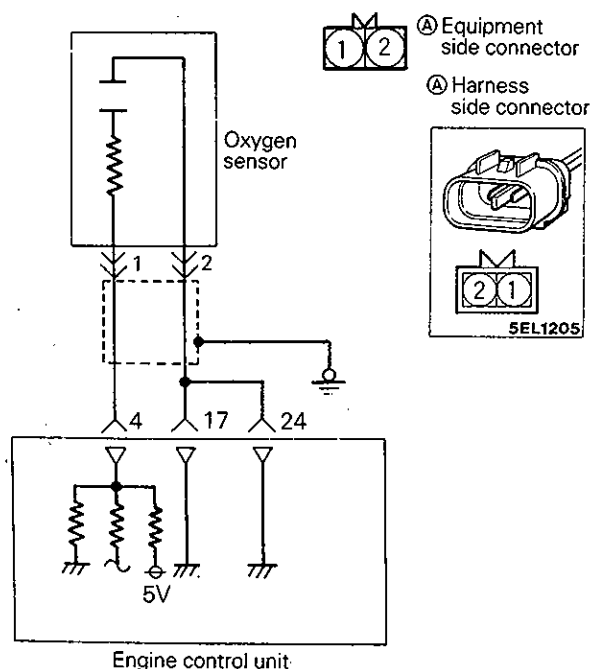 Ⓐ Equipment
side connector
1 2
Ⓐ Harness
side connector
Oxygen
sensor
2 1
5EL1205
1 2
4 17 24
5V
Engine control unit